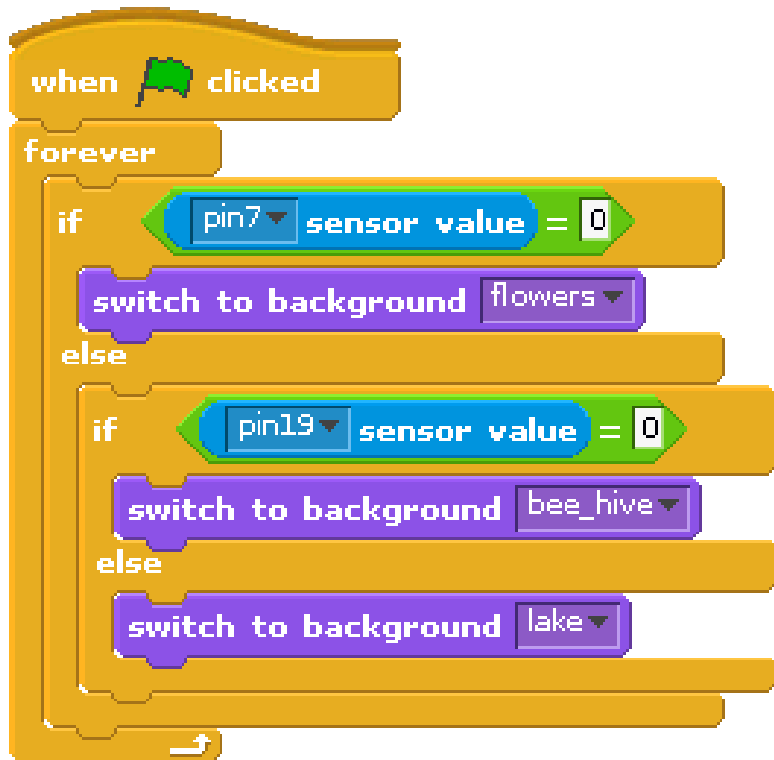 when clicked
forever
if pin7 sensor value = 0
switch to background flowers
else
if pin19 sensor value = 0
switch to background bee_hive
else
switch to background lake